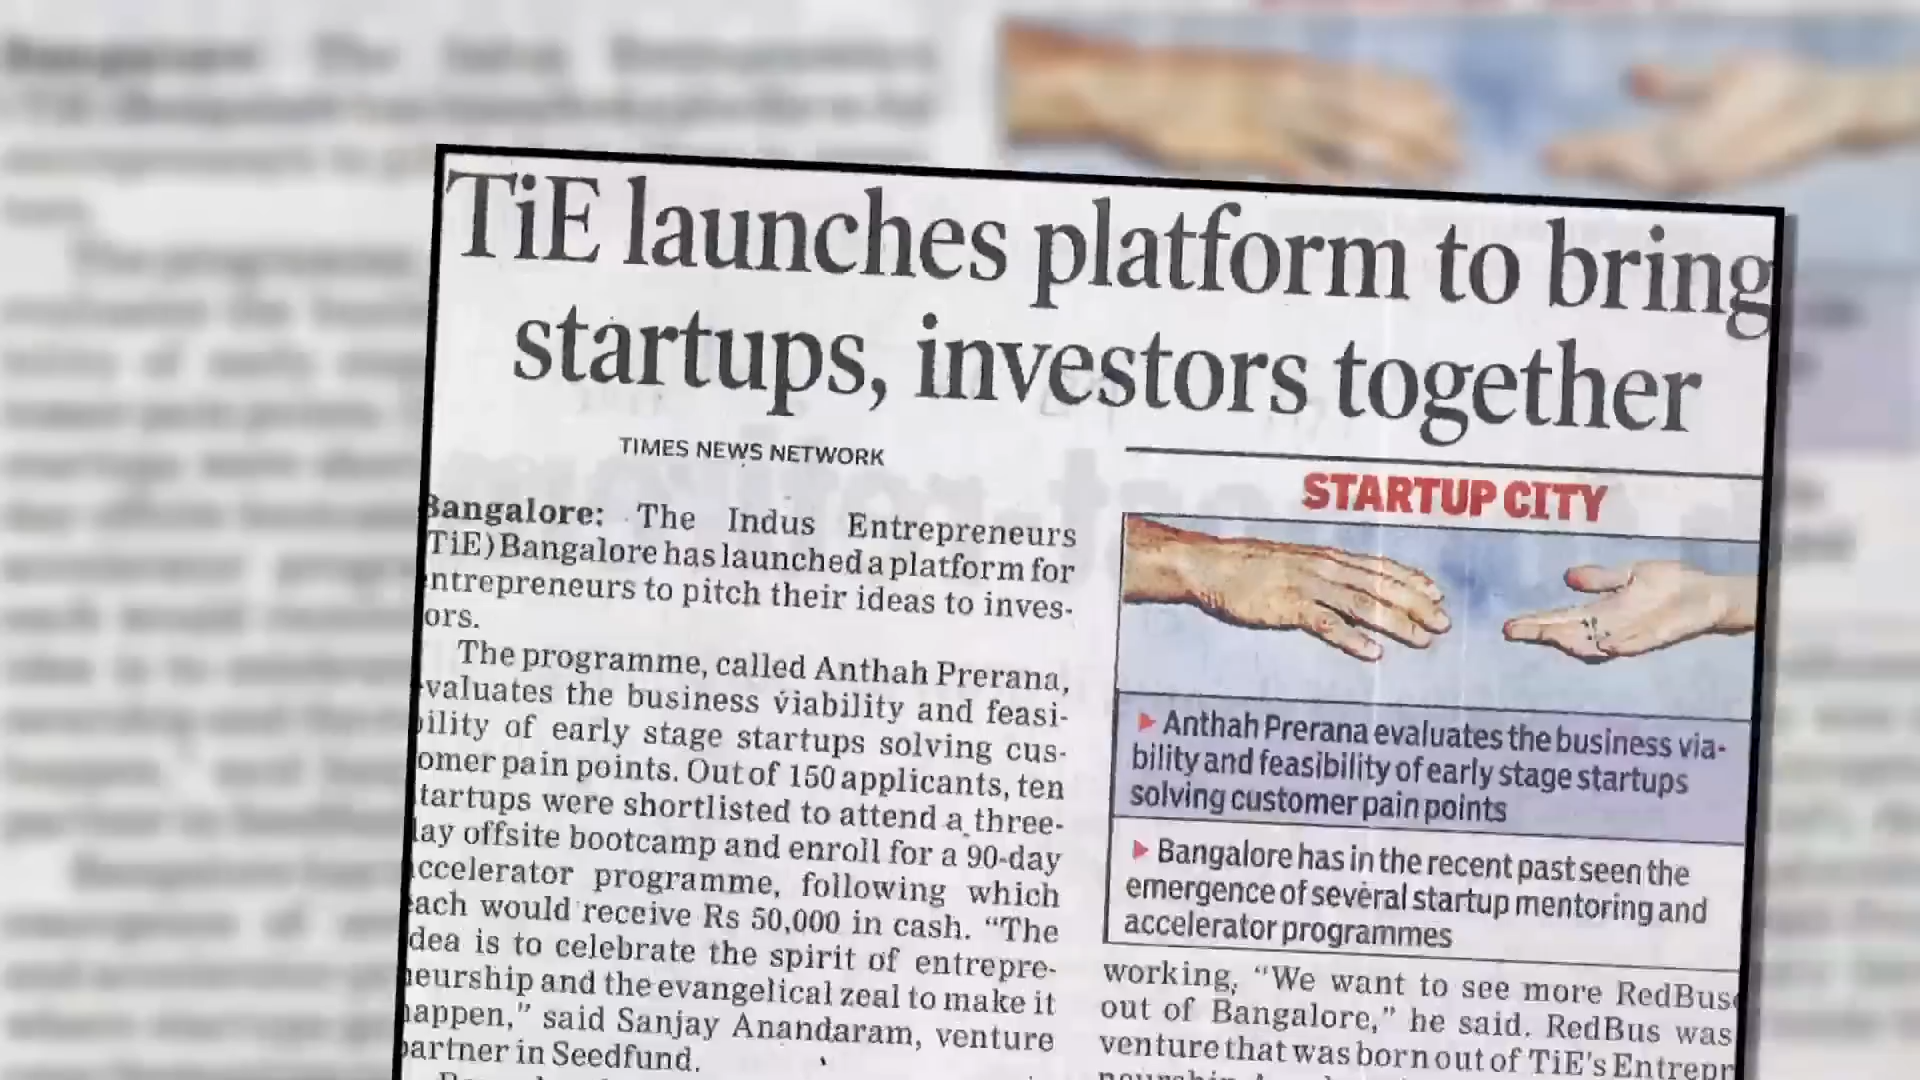 TiE launches platform to bring
startups, investors together
TIMES NEWS NETWORK
Bangalore: The Indus Entrepreneurs
TiE) Bangalore has launched a platform for
ntrepreneurs to pitch their ideas to inves-
ors.
The programme, called Anthah Prerana,
valuates the business viability and feasi-
bility of early stage startups solving cus-
omer pain points. Out of 150 applicants, ten
tartups were shortlisted to attend a three-
day offsite bootcamp and enroll for a 90-day
ccelerator programme, following which
each would receive Rs 50,000 in cash. “The
dea is to celebrate the spirit of entrepre-
neurship and the evangelical zeal to make it
happen,” said Sanjay Anandaram, venture
partner in Seedfund.
STARTUP CITY
▶ Anthah Prerana evaluates the business via-
bility and feasibility of early stage startups
solving customer pain points
▶ Bangalore has in the recent past seen the
emergence of several startup mentoring and
accelerator programmes
working, “We want to see more RedBus
out of Bangalore,” he said. RedBus was
venture that was born out of TiE’s Entrepr